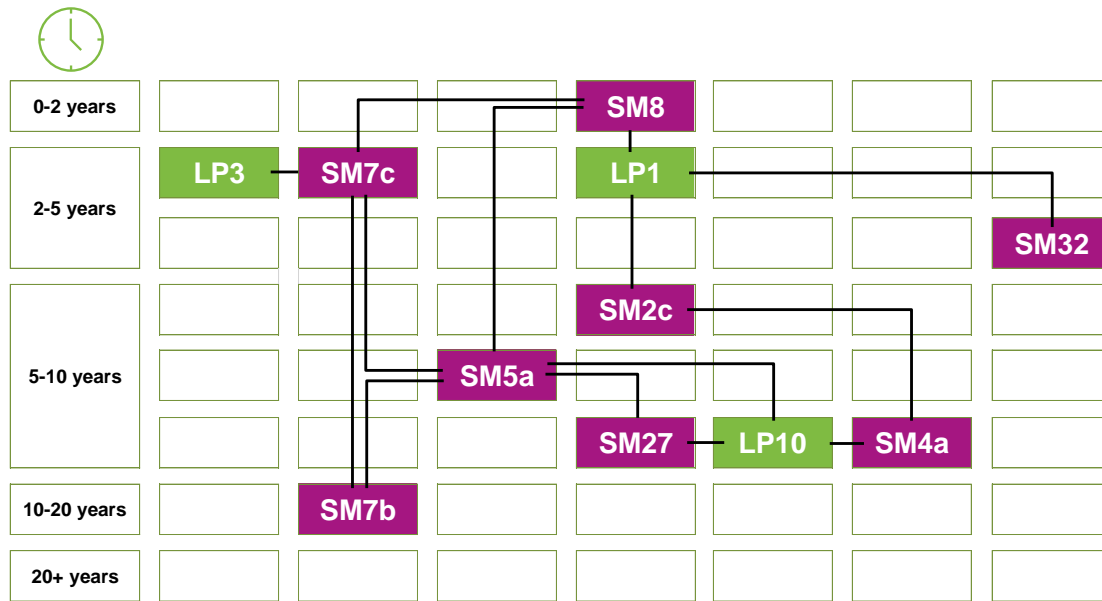 0-2 years
SM8
2-5 years
LP3
SM7c
LP1
SM32
5-10 years
SM2c
SM5a
SM27
LP10
SM4a
10-20 years
SM7b
20+ years